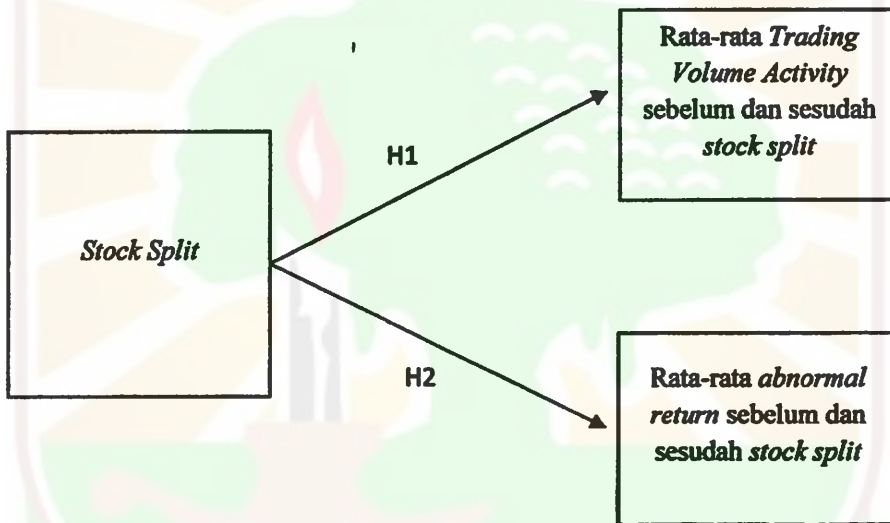 Stock Split
H1
H2
Rata-rata Trading
Volume Activity
sebelum dan sesudah
stock split
Rata-rata abnormal
return sebelum dan
sesudah stock split